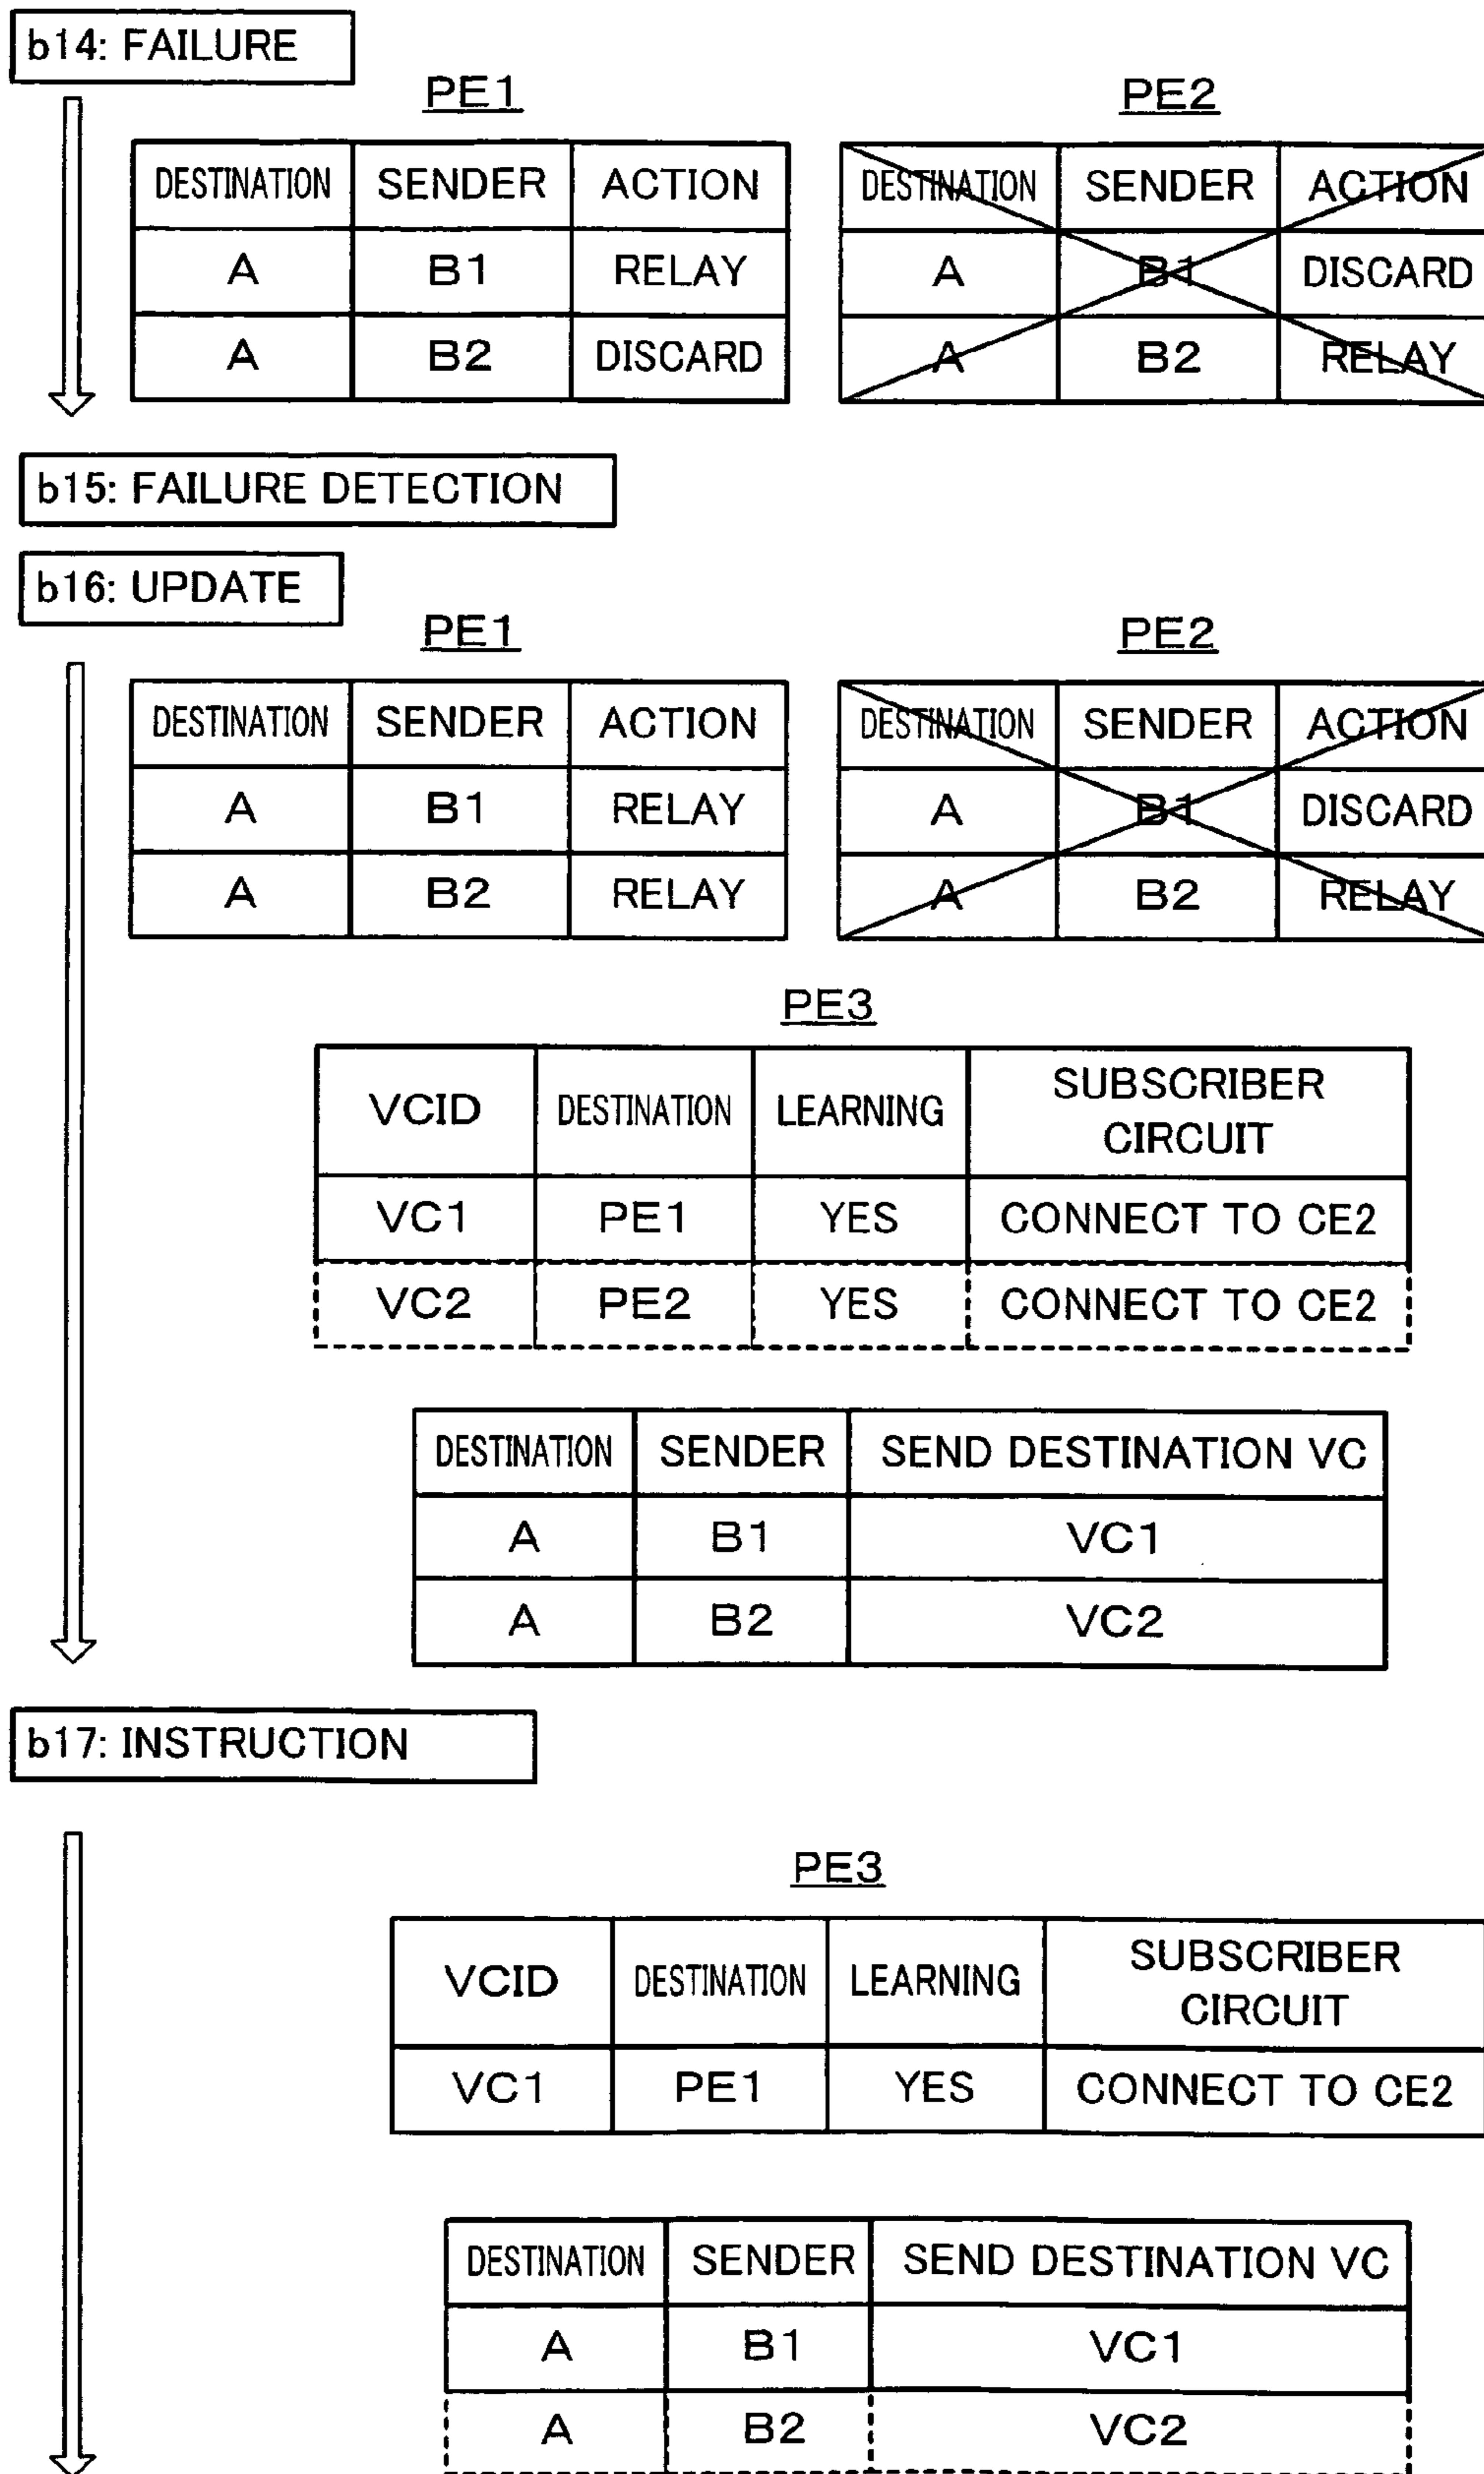 b14: FAILURE
PE1
DESTINATION SENDER ACTION
A B1 RELAY
A B2 DISCARD
PE2
DESTINATION SENDER ACTION
A B1 DISCARD
A B2 RELAY
b15: FAILURE DETECTION
b16: UPDATE
PE1
DESTINATION SENDER ACTION
A B1 RELAY
A B2 RELAY
PE2
DESTINATION SENDER ACTION
A B1 DISCARD
A B2 RELAY
PE3
VCID DESTINATION LEARNING SUBSCRIBER CIRCUIT
VC1 PE1 YES CONNECT TO CE2
VC2 PE2 YES CONNECT TO CE2
DESTINATION SENDER SEND DESTINATION VC
A B1 VC1
A B2 VC2
b17: INSTRUCTION
PE3
VCID DESTINATION LEARNING SUBSCRIBER CIRCUIT
VC1 PE1 YES CONNECT TO CE2
DESTINATION SENDER SEND DESTINATION VC
A B1 VC1
A B2 VC2